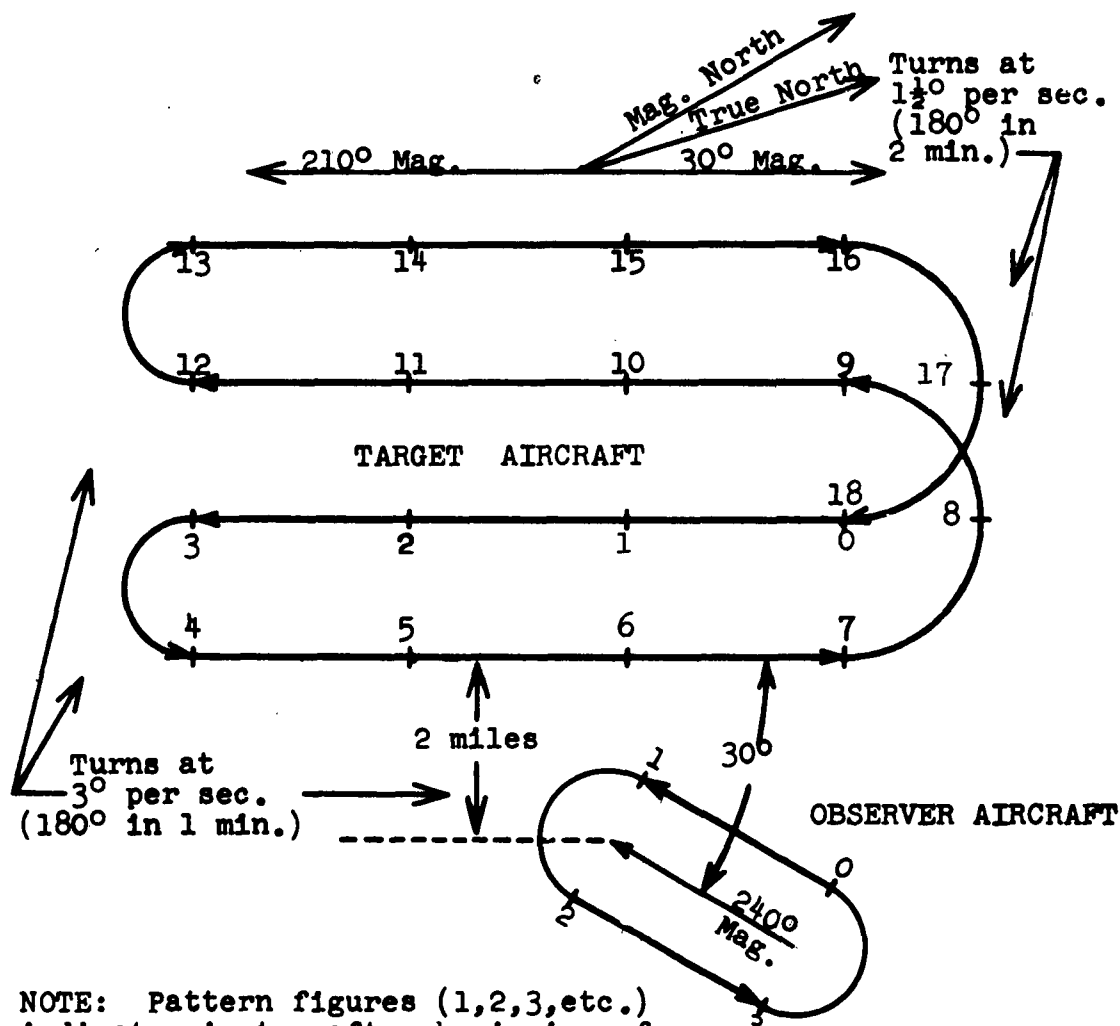 Mag. North
True North
Turns at
1½° per sec.
(180° in
2 min.)
210° Mag.
30° Mag.
13
14
15
16
12
11
10
9
17
TARGET AIRCRAFT
18
8
3
2
1
0
4
5
6
7
2 miles
30°
Turns at
3° per sec.
(180° in 1 min.)
1
OBSERVER AIRCRAFT
0
2
240°
Mag.
3
NOTE: Pattern figures (1,2,3,etc.)